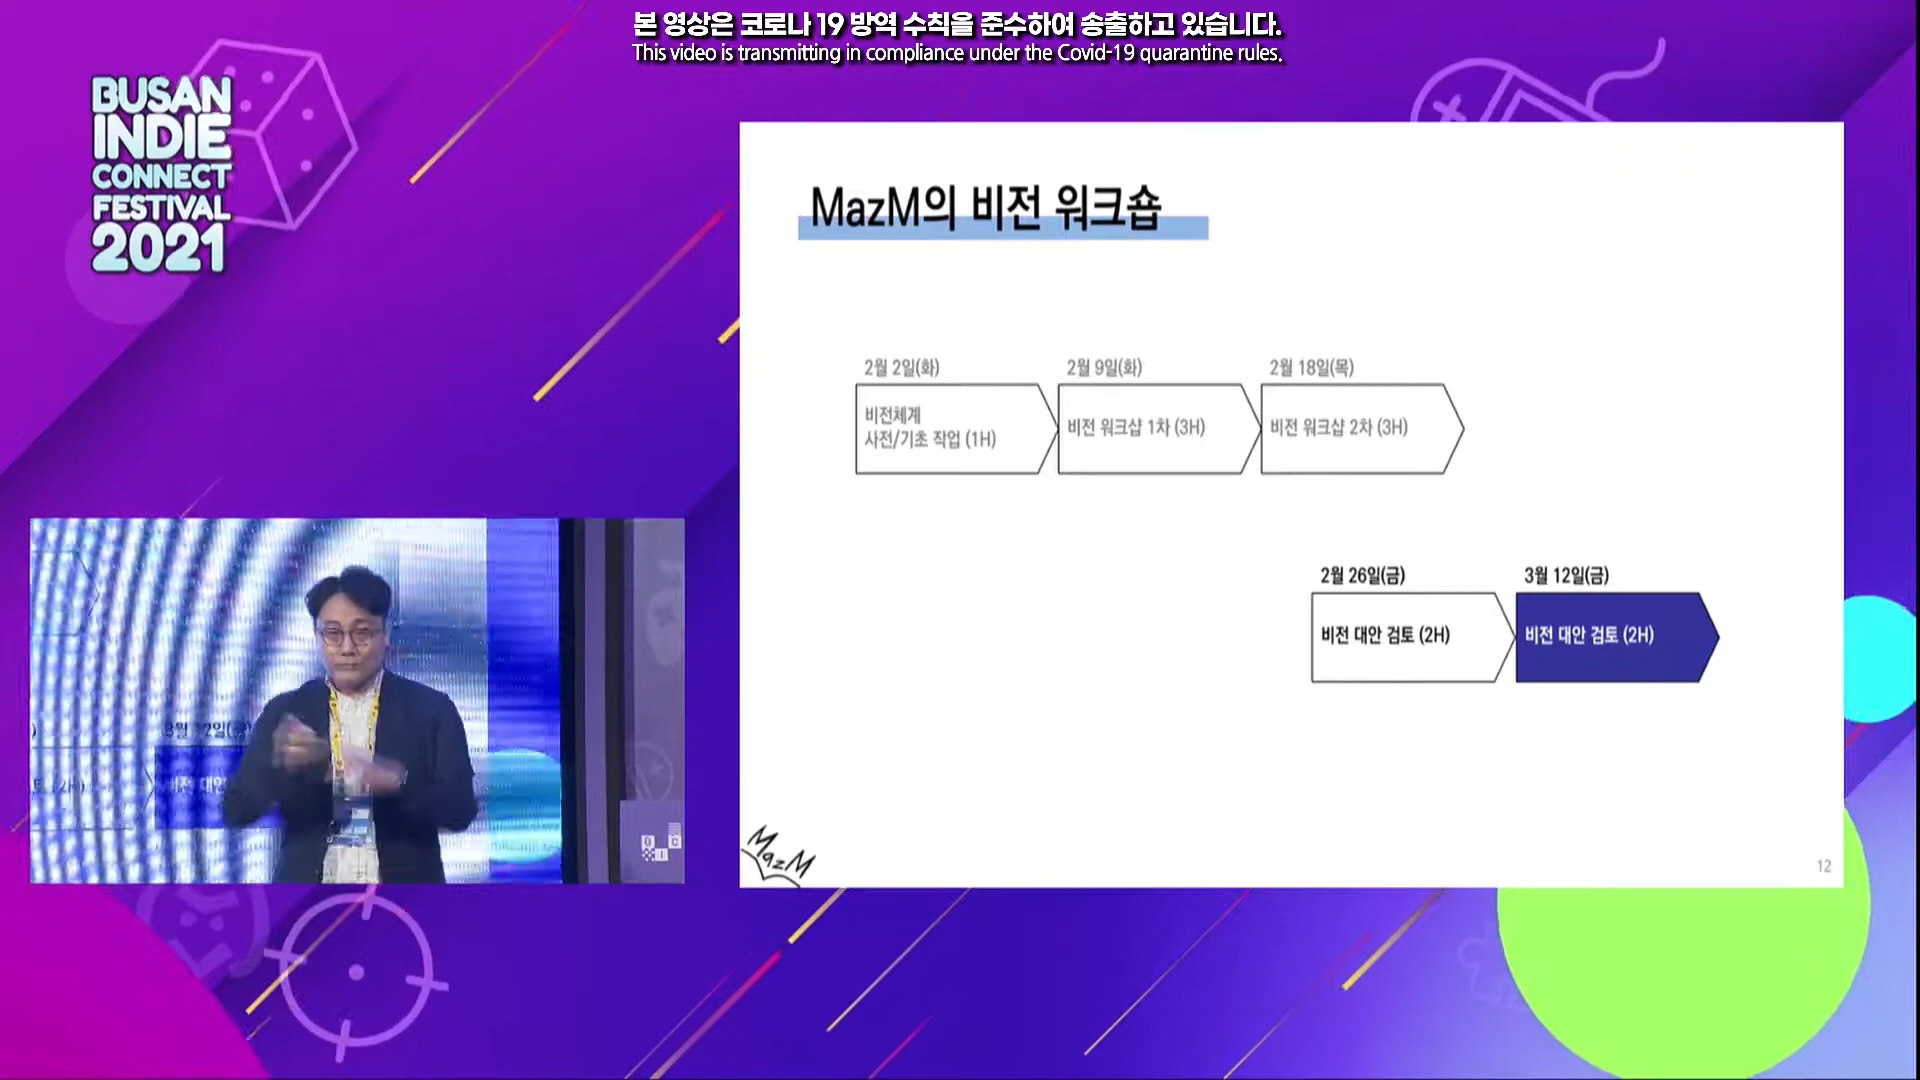 본 영상은 코로나 19 방역 수칙을 준수하여 송출하고 있습니다.
This video is transmitting in compliance under the Covid-19 quarantine rules.
BUSAN
INDIE
CONNECT
FESTIVAL
2021
MazM의 비전 워크숍
2월 2일(화)
비전체계
사전/기초 작업 (1H)
2월 9일(화)
비전 워크샵 1차 (3H)
2월 18일(목)
비전 워크샵 2차 (3H)
2월 26일(금)
비전 대안 검토 (2H)
3월 12일(금)
비전 대안 검토 (2H)
MazM
12